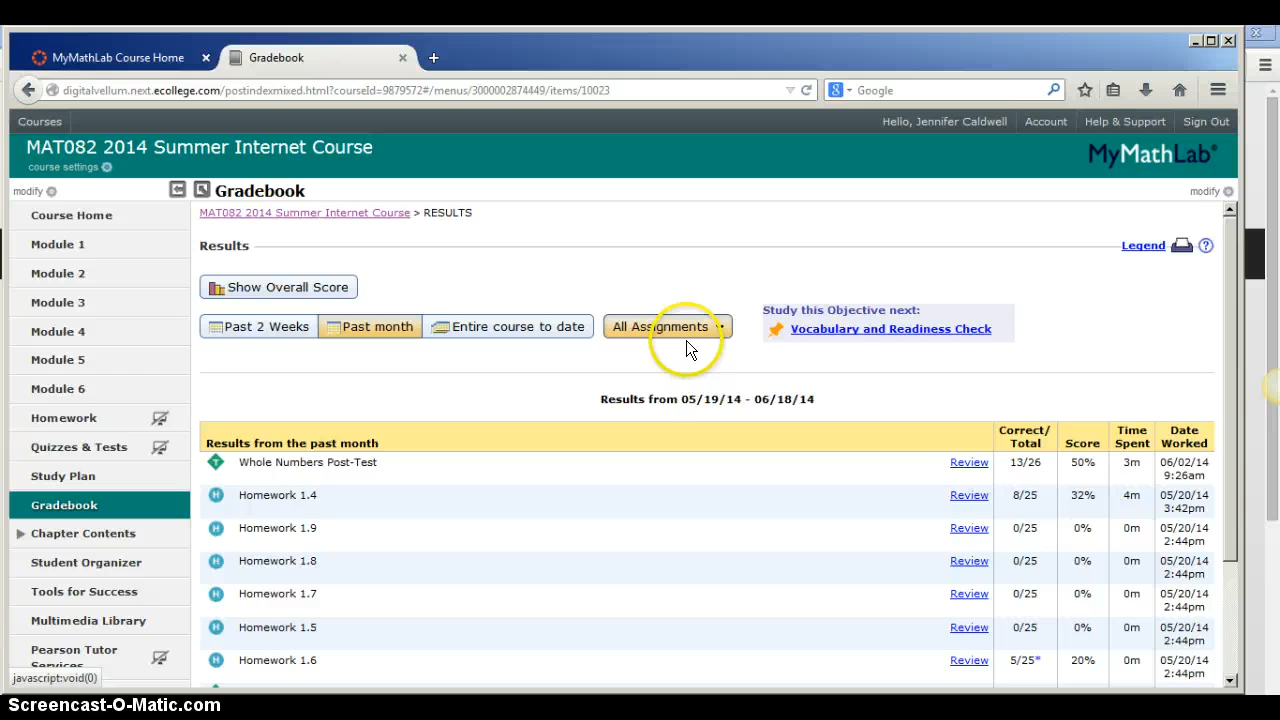 MyMathLab Course Home
Gradebook
digitalvellum.next.ecollege.com/postindexmixed.html?courseId=9879572#/menus/3000002874449/items/10023
Google
Courses
Hello, Jennifer Caldwell
Account
Help & Support
Sign Out
MAT082 2014 Summer Internet Course
course settings
MyMathLab®
modify
Gradebook
modify
Course Home
Module 1
Module 2
Module 3
Module 4
Module 5
Module 6
Homework
Quizzes & Tests
Study Plan
Gradebook
Chapter Contents
Student Organizer
Tools for Success
Multimedia Library
Pearson Tutor
Services
MAT082 2014 Summer Internet Course > RESULTS
Results
Legend
Show Overall Score
Past 2 Weeks
Past month
Entire course to date
All Assignments
Study this Objective next:
Vocabulary and Readiness Check
Results from 05/19/14 - 06/18/14
Results from the past month
Correct/
Total
Score
Time
Spent
Date
Worked
Whole Numbers Post-Test Review 13/26 50% 3m 06/02/14
9:26am
Homework 1.4 Review 8/25 32% 4m 05/20/14
3:42pm
Homework 1.9 Review 0/25 0% 0m 05/20/14
2:44pm
Homework 1.8 Review 0/25 0% 0m 05/20/14
2:44pm
Homework 1.7 Review 0/25 0% 0m 05/20/14
2:44pm
Homework 1.5 Review 0/25 0% 0m 05/20/14
2:44pm
Homework 1.6 Review 5/25* 20% 0m 05/20/14
2:44pm
javascript:void(0)
Screencast-O-Matic.com